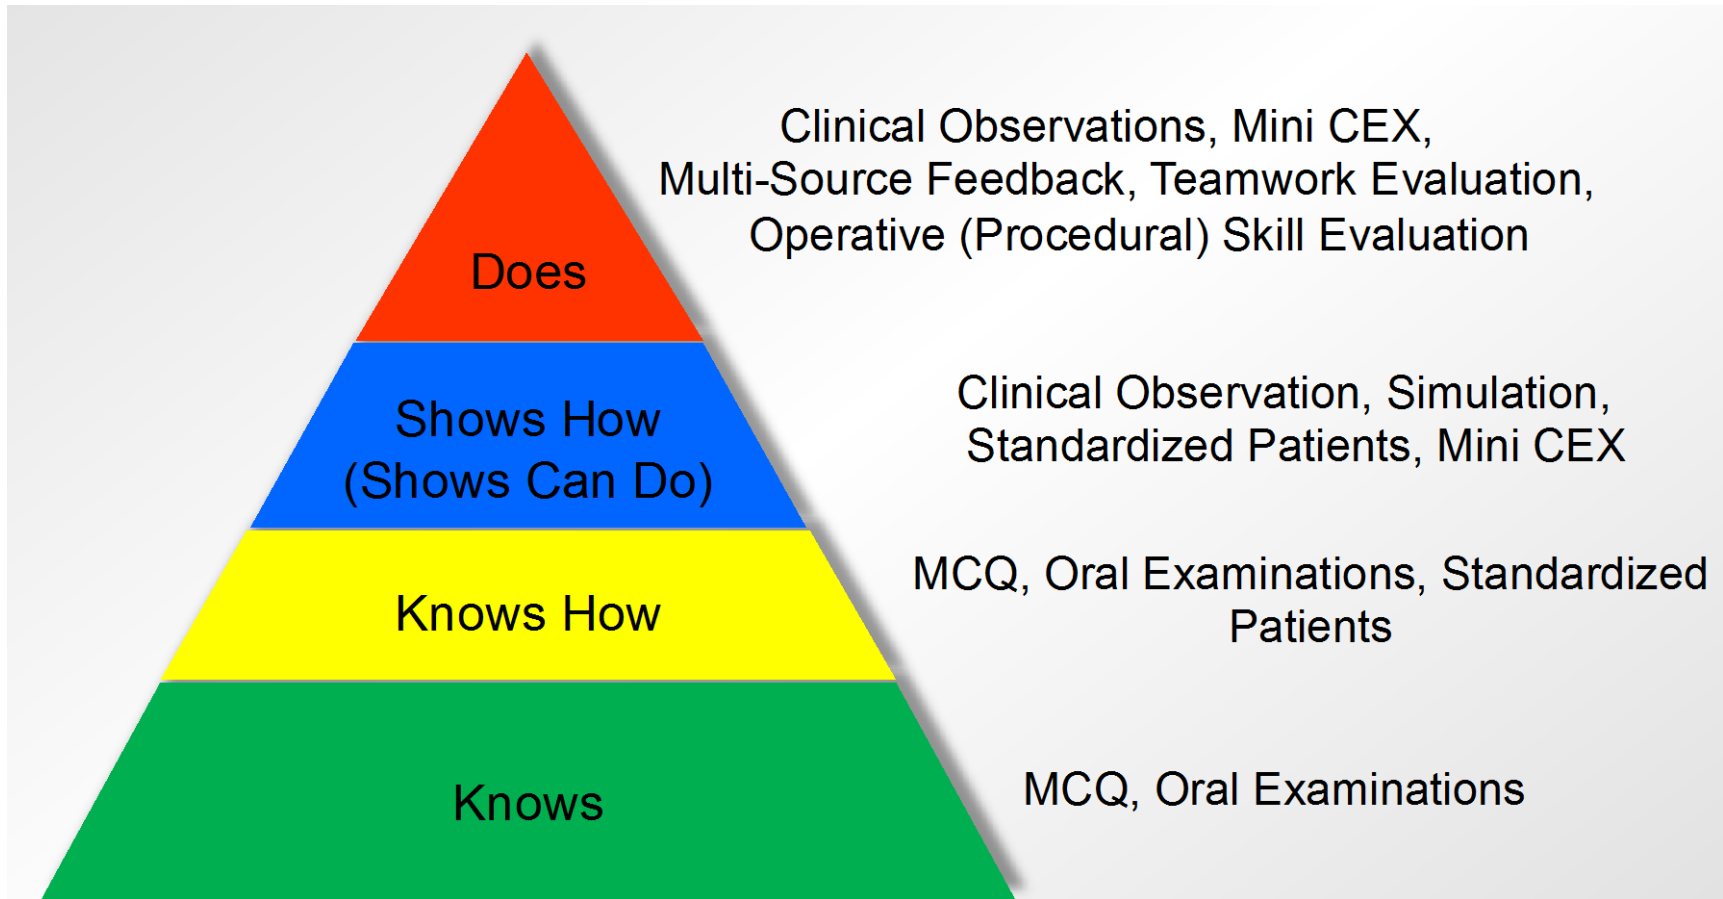 Clinical Observations, Mini CEX,
Multi-Source Feedback, Teamwork Evaluation,
Operative (Procedural) Skill Evaluation
Does
Clinical Observation, Simulation,
Standardized Patients, Mini CEX
Shows How
(Shows Can Do)
MCQ, Oral Examinations, Standardized
Patients
Knows How
MCQ, Oral Examinations
Knows